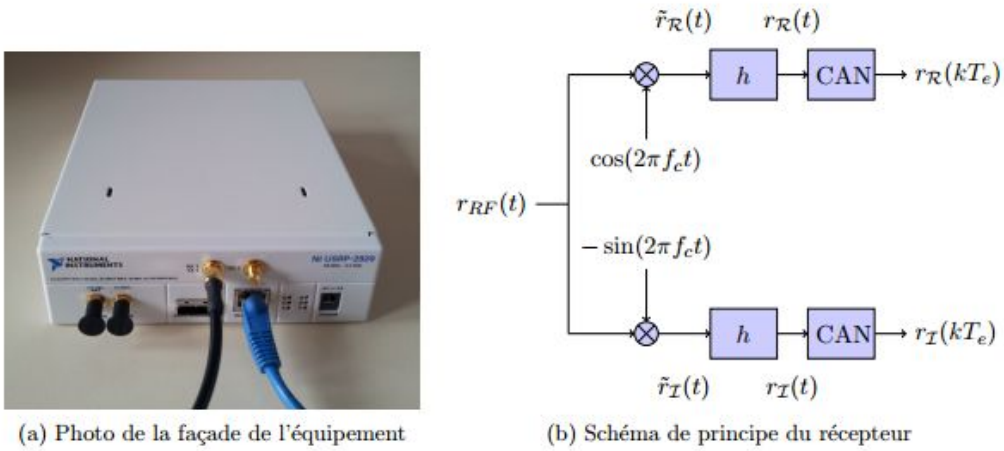 NATIONAL
INSTRUMENTS
NI USRP-2920
(a) Photo de la façade de l'équipement
r̃_R(t)
r_R(t)
h
CAN
r_R(kT_e)
cos(2πf_ct)
r_RF(t)
− sin(2πf_ct)
h
CAN
r_I(kT_e)
r̃_I(t)
r_I(t)
(b) Schéma de principe du récepteur